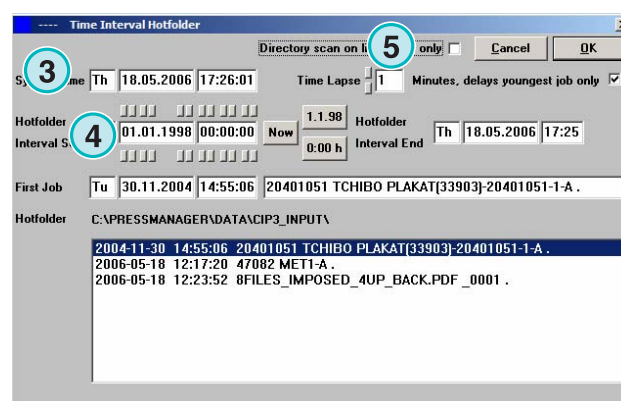 ---- Time Interval Hotfolder
Directory scan on only Cancel OK
5
3
Th 18.05.2006 17:26:01 Time Lapse 1 Minutes, delays youngest job only
Hotfolder Interval 01.01.1998 00:00:00 Now 1.1.98 0:00 h Hotfolder Interval End Th 18.05.2006 17:25
4
First Job Tu 30.11.2004 14:55:06 20401051 TCHIBO PLAKAT(33903)-20401051-1-A .
Hotfolder C:\PRESSMANAGER\DATA\CIP3_INPUT\
2004-11-30 14:55:06 20401051 TCHIBO PLAKAT(33903)-20401051-1-A .
2006-05-18 12:17:20 47082 MET1-A .
2006-05-18 12:23:52 8FILES_IMPOSED_4UP_BACK.PDF _0001 .